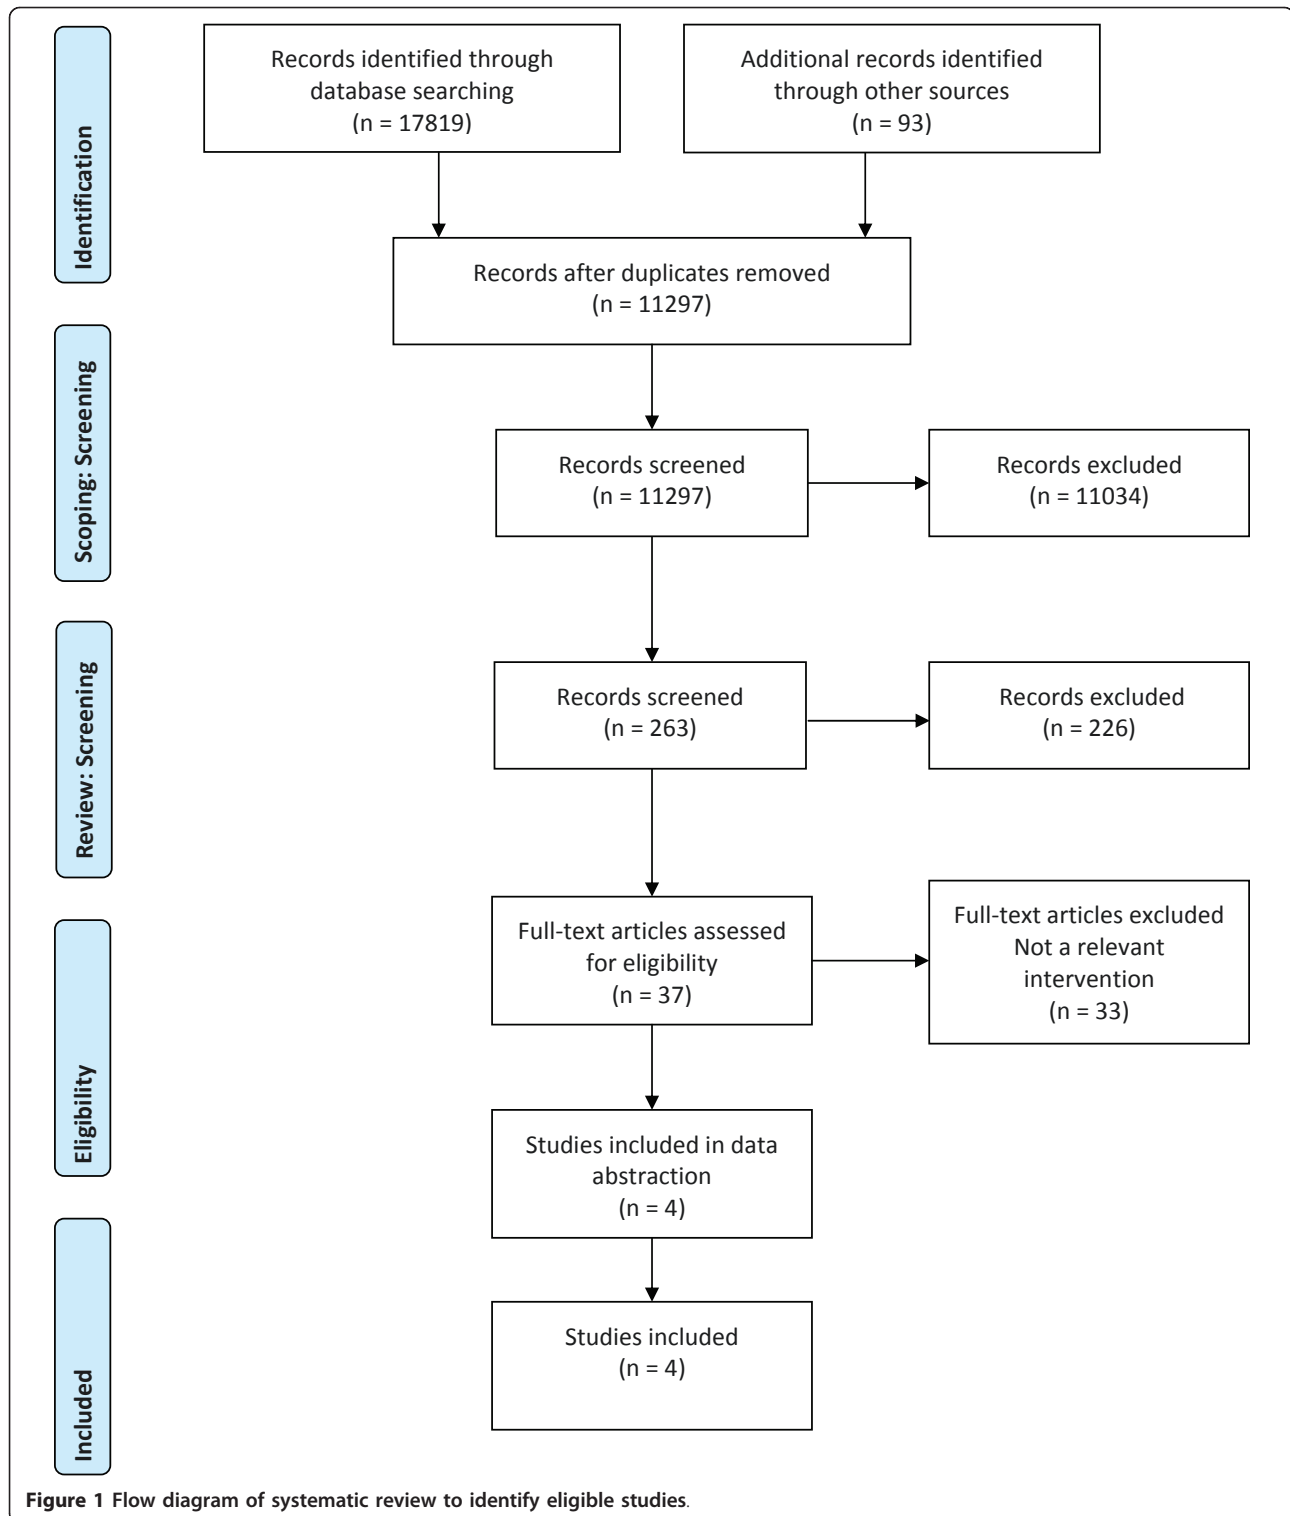 Identification
Records identified through
database searching
(n = 17819)
Additional records identified
through other sources
(n = 93)
Records after duplicates removed
(n = 11297)
Scoping: Screening
Records screened
(n = 11297)
Records excluded
(n = 11034)
Review: Screening
Records screened
(n = 263)
Records excluded
(n = 226)
Eligibility
Full-text articles assessed
for eligibility
(n = 37)
Full-text articles excluded
Not a relevant
intervention
(n = 33)
Studies included in data
abstraction
(n = 4)
Included
Studies included
(n = 4)
Figure 1 Flow diagram of systematic review to identify eligible studies.